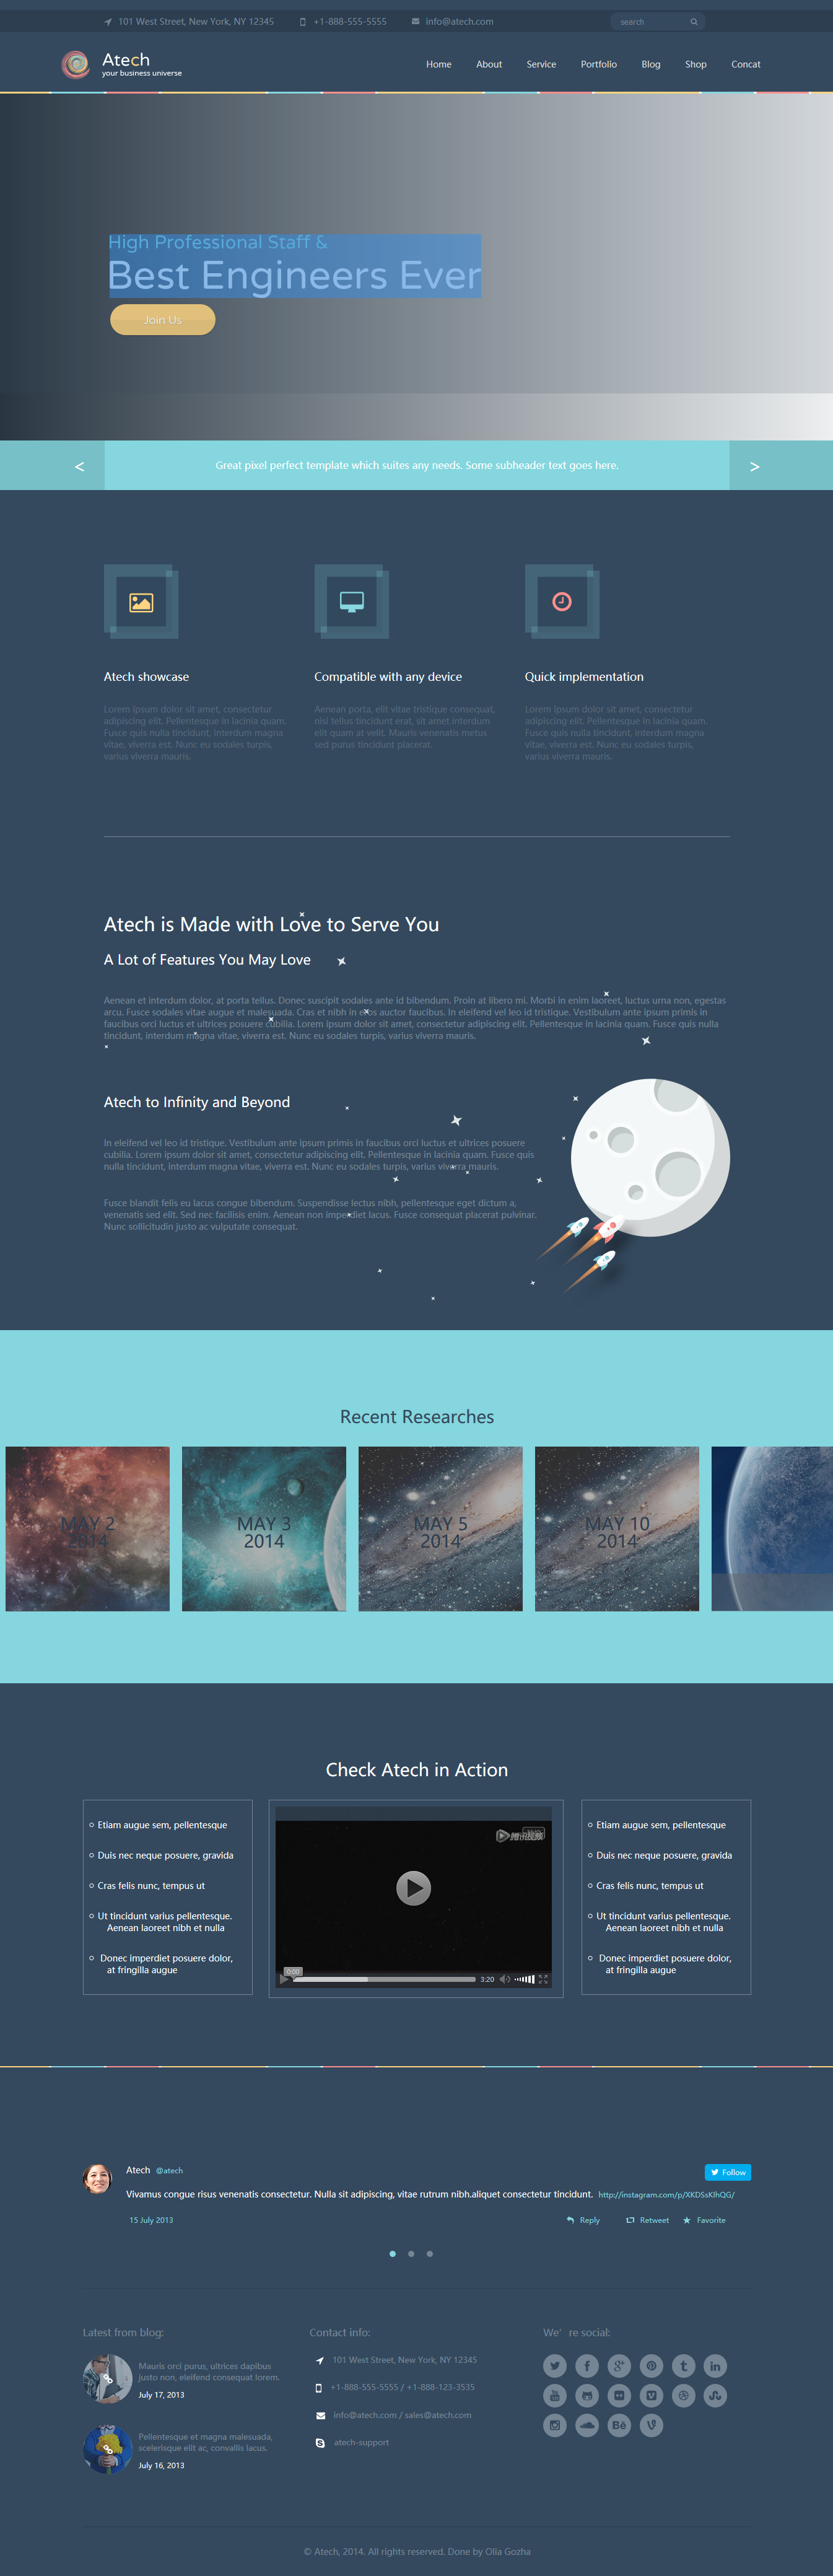 101 West Street, New York, NY 12345
+1-888-555-5555
info@atech.com
search
Atech
your business universe
Home
About
Service
Portfolio
Blog
Shop
Concat
High Professional Staff &
Best Engineers Ever
Join Us
<
Great pixel perfect template which suites any needs. Some subheader text goes here.
>
Atech showcase
Lorem ipsum dolor sit amet, consectetur
adipiscing elit. Pellentesque in lacinia quam.
Fusce quis nulla tincidunt, interdum magna
vitae, viverra est. Nunc eu sodales turpis,
varius viverra mauris.
Compatible with any device
Aenean porta, elit vitae tristique consequat,
nisi tellus tincidunt erat, sit amet interdum
elit quam at velit. Mauris venenatis metus
sed purus tincidunt placerat.
Quick implementation
Lorem ipsum dolor sit amet, consectetur
adipiscing elit. Pellentesque in lacinia quam.
Fusce quis nulla tincidunt, interdum magna
vitae, viverra est. Nunc eu sodales turpis,
varius viverra mauris.
Atech is Made with Love to Serve You
A Lot of Features You May Love
Aenean et interdum dolor, at porta tellus. Donec suscipit sodales ante id bibendum. Proin at libero mi. Morbi in enim laoreet, luctus urna non, egestas
arcu. Fusce sodales vitae augue et malesuada. Cras et nibh in eros auctor faucibus. In eleifend vel leo id tristique. Vestibulum ante ipsum primis in
faucibus orci luctus et ultrices posuere cubilia. Lorem ipsum dolor sit amet, consectetur adipiscing elit. Pellentesque in lacinia quam. Fusce quis nulla
tincidunt, interdum magna vitae, viverra est. Nunc eu sodales turpis, varius viverra mauris.
Atech to Infinity and Beyond
In eleifend vel leo id tristique. Vestibulum ante ipsum primis in faucibus orci luctus et ultrices posuere
cubilia. Lorem ipsum dolor sit amet, consectetur adipiscing elit. Pellentesque in lacinia quam. Fusce quis
nulla tincidunt, interdum magna vitae, viverra est. Nunc eu sodales turpis, varius viverra mauris.
Fusce blandit felis eu lacus congue bibendum. Suspendisse lectus nibh, pellentesque eget dictum a,
venenatis sed elit. Sed nec facilisis enim. Aenean non imperdiet lacus. Fusce consequat placerat pulvinar.
Nunc sollicitudin justo ac vulputate consequat.
Recent Researches
MAY 2
2014
MAY 3
2014
MAY 5
2014
MAY 10
2014
Check Atech in Action
Etiam augue sem, pellentesque
Duis nec neque posuere, gravida
Cras felis nunc, tempus ut
Ut tincidunt varius pellentesque.
Aenean laoreet nibh et nulla
Donec imperdiet posuere dolor,
at fringilla augue
0:00
3:20
Etiam augue sem, pellentesque
Duis nec neque posuere, gravida
Cras felis nunc, tempus ut
Ut tincidunt varius pellentesque.
Aenean laoreet nibh et nulla
Donec imperdiet posuere dolor,
at fringilla augue
Atech @atech
Follow
Vivamus congue risus venenatis consectetur. Nulla sit adipiscing, vitae rutrum nibh.aliquet consectetur tincidunt. http://instagram.com/p/XKDSsKlhQG/
15 July 2013
Reply
Retweet
Favorite
Latest from blog:
Mauris orci purus, ultrices dapibus
justo non, eleifend consequat lorem.
July 17, 2013
Pellentesque et magna malesuada,
scelerisque elit ac, convallis lacus.
July 16, 2013
Contact info:
101 West Street, New York, NY 12345
+1-888-555-5555 / +1-888-123-3535
info@atech.com / sales@atech.com
atech-support
We’ re social:
© Atech, 2014. All rights reserved. Done by Olia Gozha